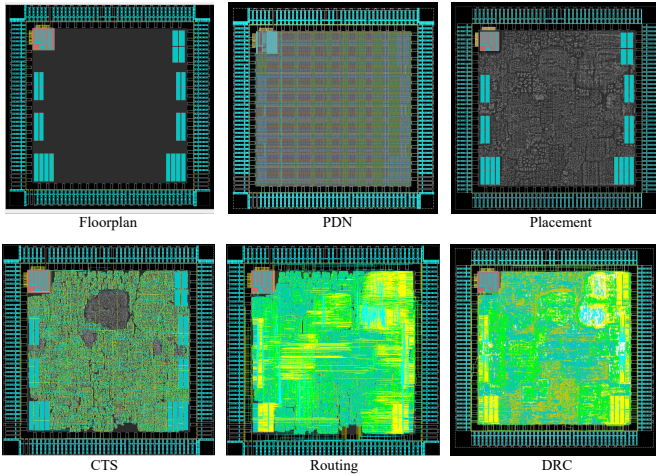 Floorplan
PDN
Placement
CTS
Routing
DRC